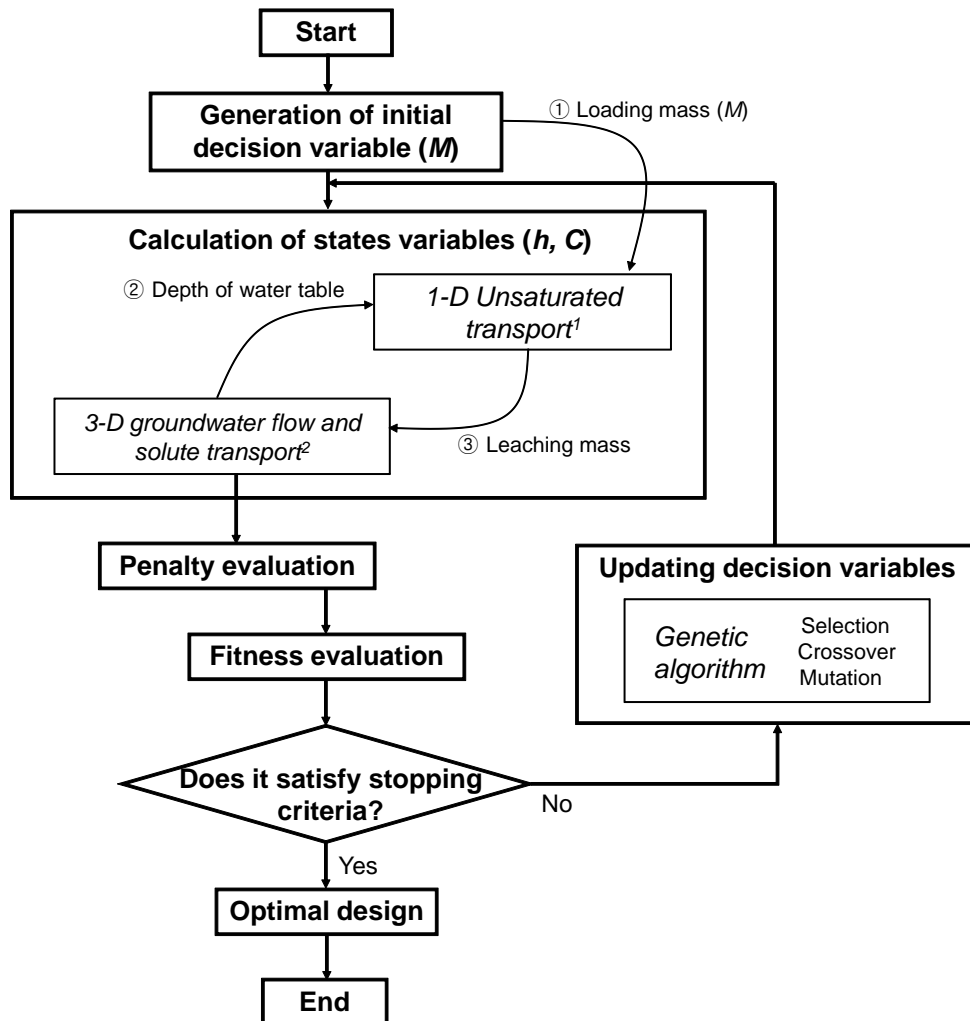 Start
Generation of initial
decision variable (M)
① Loading mass (M)
Calculation of states variables (h, C)
② Depth of water table
1-D Unsaturated
transport¹
3-D groundwater flow and
solute transport²
③ Leaching mass
Penalty evaluation
Updating decision variables
Genetic
algorithm
Selection
Crossover
Mutation
Fitness evaluation
Does it satisfy stopping
criteria?
No
Yes
Optimal design
End